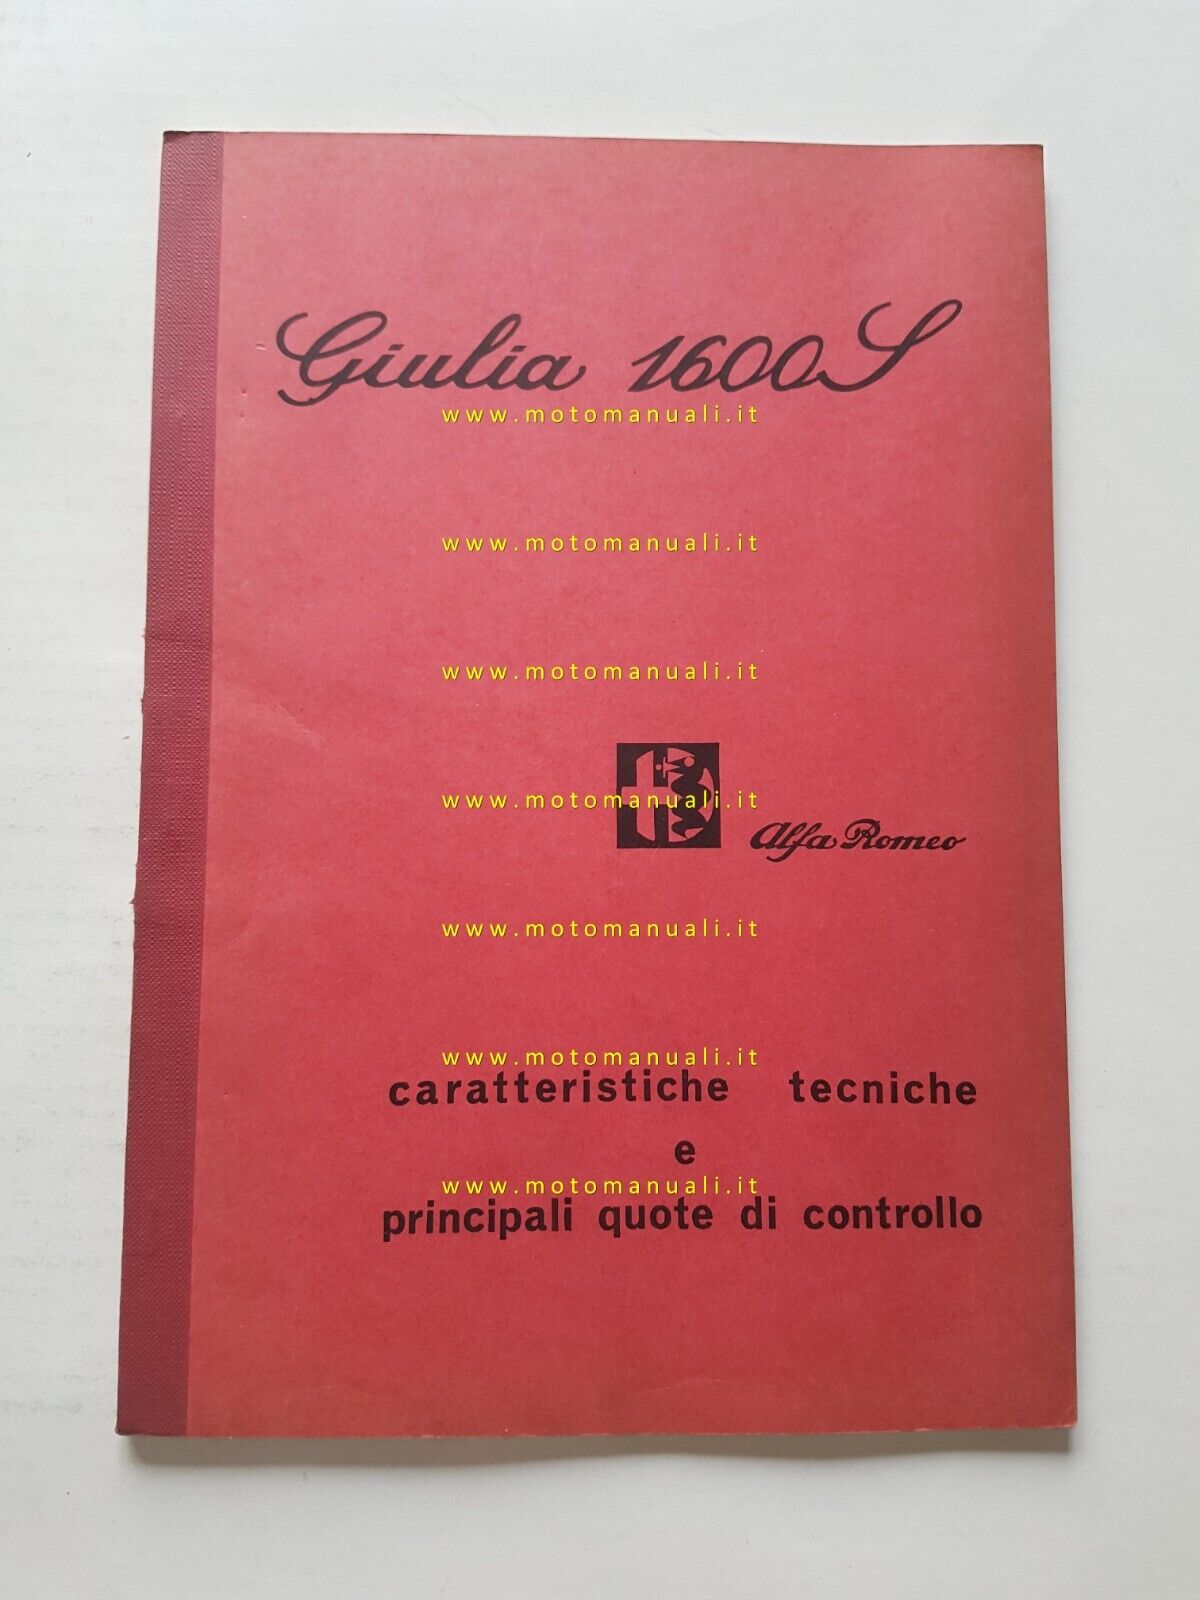 Giulia 1600 S
www.motomanuali.it
www.motomanuali.it
www.motomanuali.it
www.motomanuali.it
Alfa Romeo
www.motomanuali.it
www.motomanuali.it
caratteristiche tecniche
e
www.motomanuali.it
principali quote di controllo